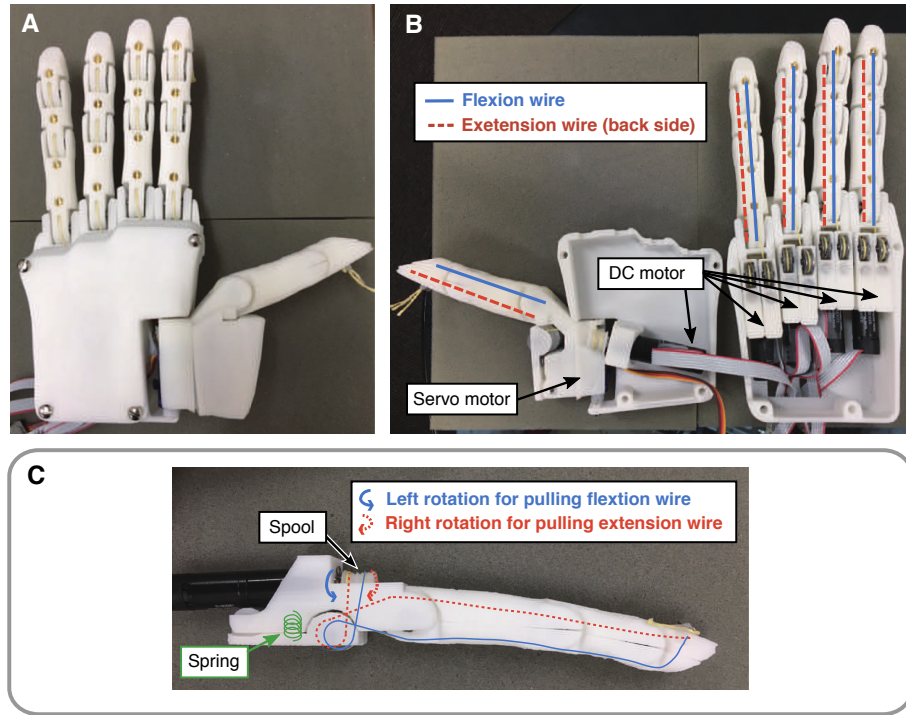 A
B
Flexion wire
Exetension wire (back side)
DC motor
Servo motor
C
Left rotation for pulling flextion wire
Right rotation for pulling extension wire
Spool
Spring